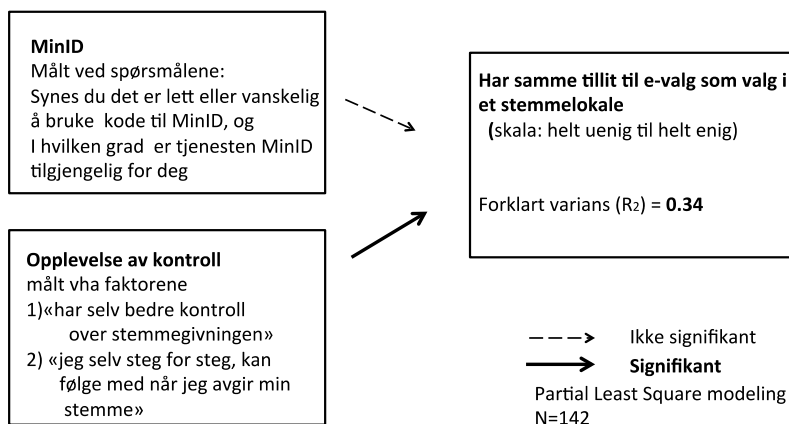 MinID
Målt ved spørsmålene:
Synes du det er lett eller vanskelig
å bruke kode til MinID, og
I hvilken grad er tjenesten MinID
tilgjengelig for deg
Har samme tillit til e-valg som valg i
et stemmelokale
(skala: helt uenig til helt enig)
Forklart varians (R2) = 0.34
Opplevelse av kontroll
målt vha faktorene
1)«har selv bedre kontroll
over stemmegivningen»
2) «jeg selv steg for steg, kan
følge med når jeg avgir min
stemme»
Ikke signifikant
Signifikant
Partial Least Square modeling
N=142